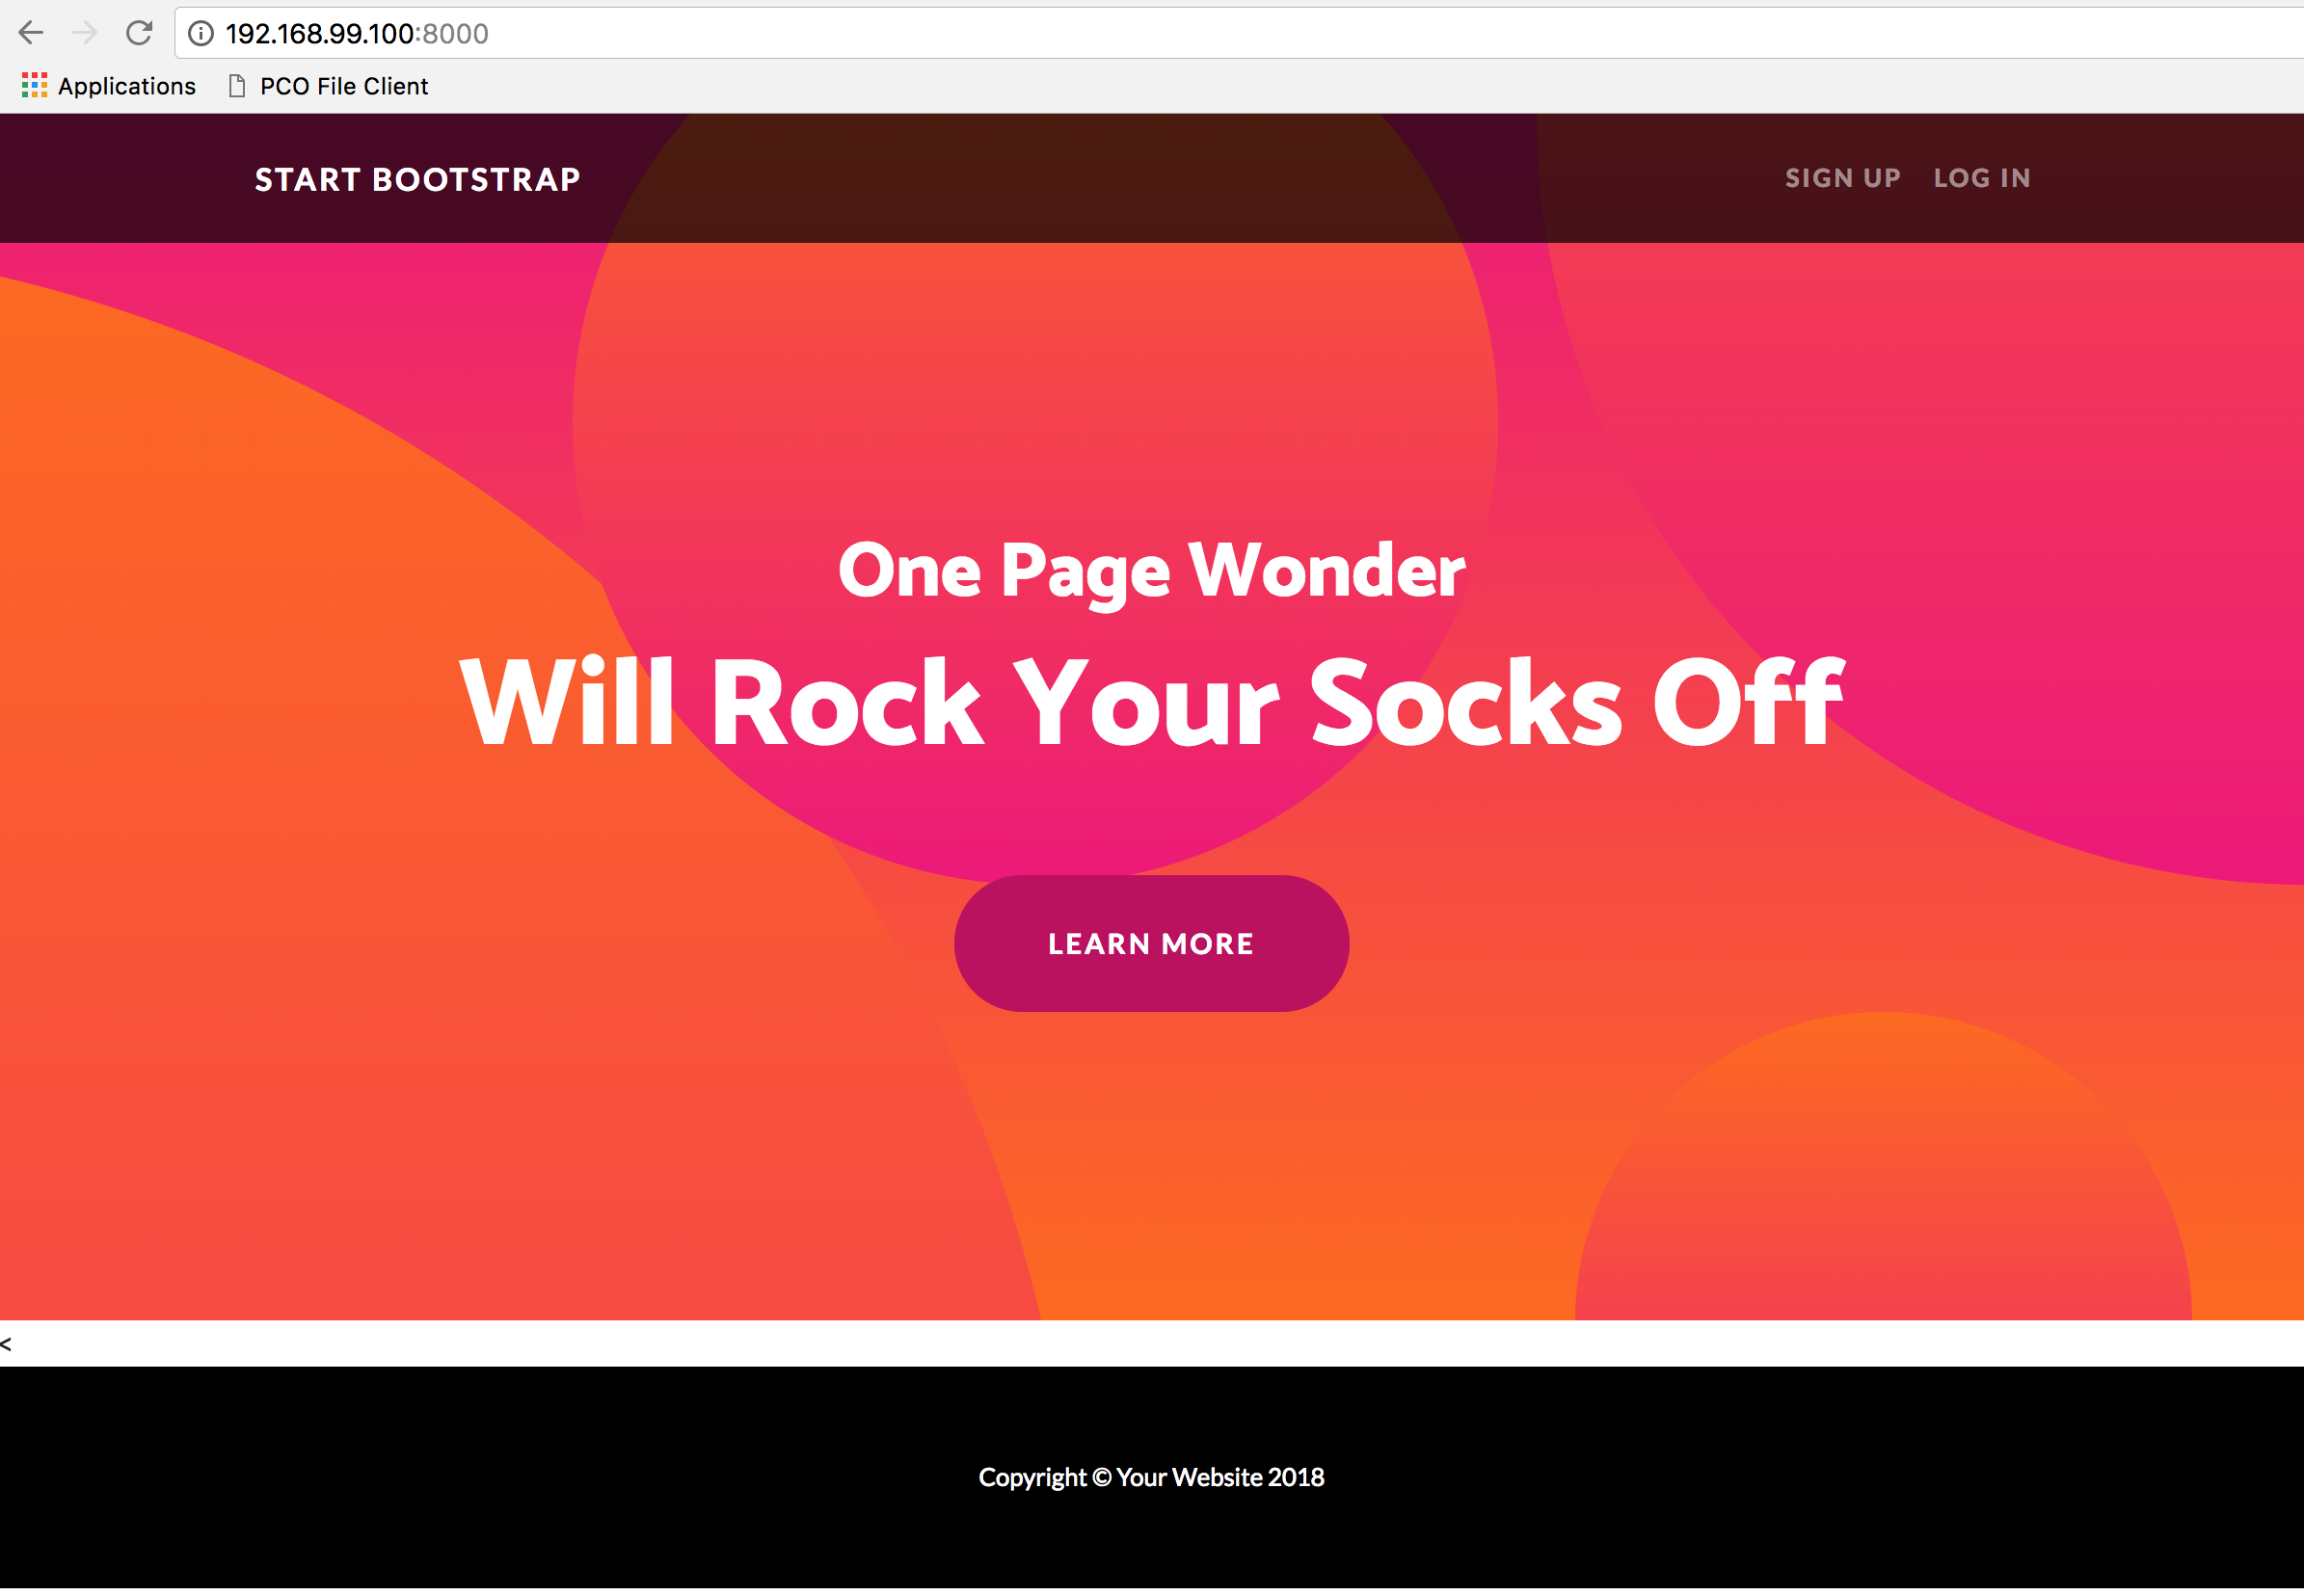 192.168.99.100:8000
Applications PCO File Client
START BOOTSTRAP SIGN UP LOG IN
One Page Wonder
Will Rock Your Socks Off
LEARN MORE
<
Copyright © Your Website 2018